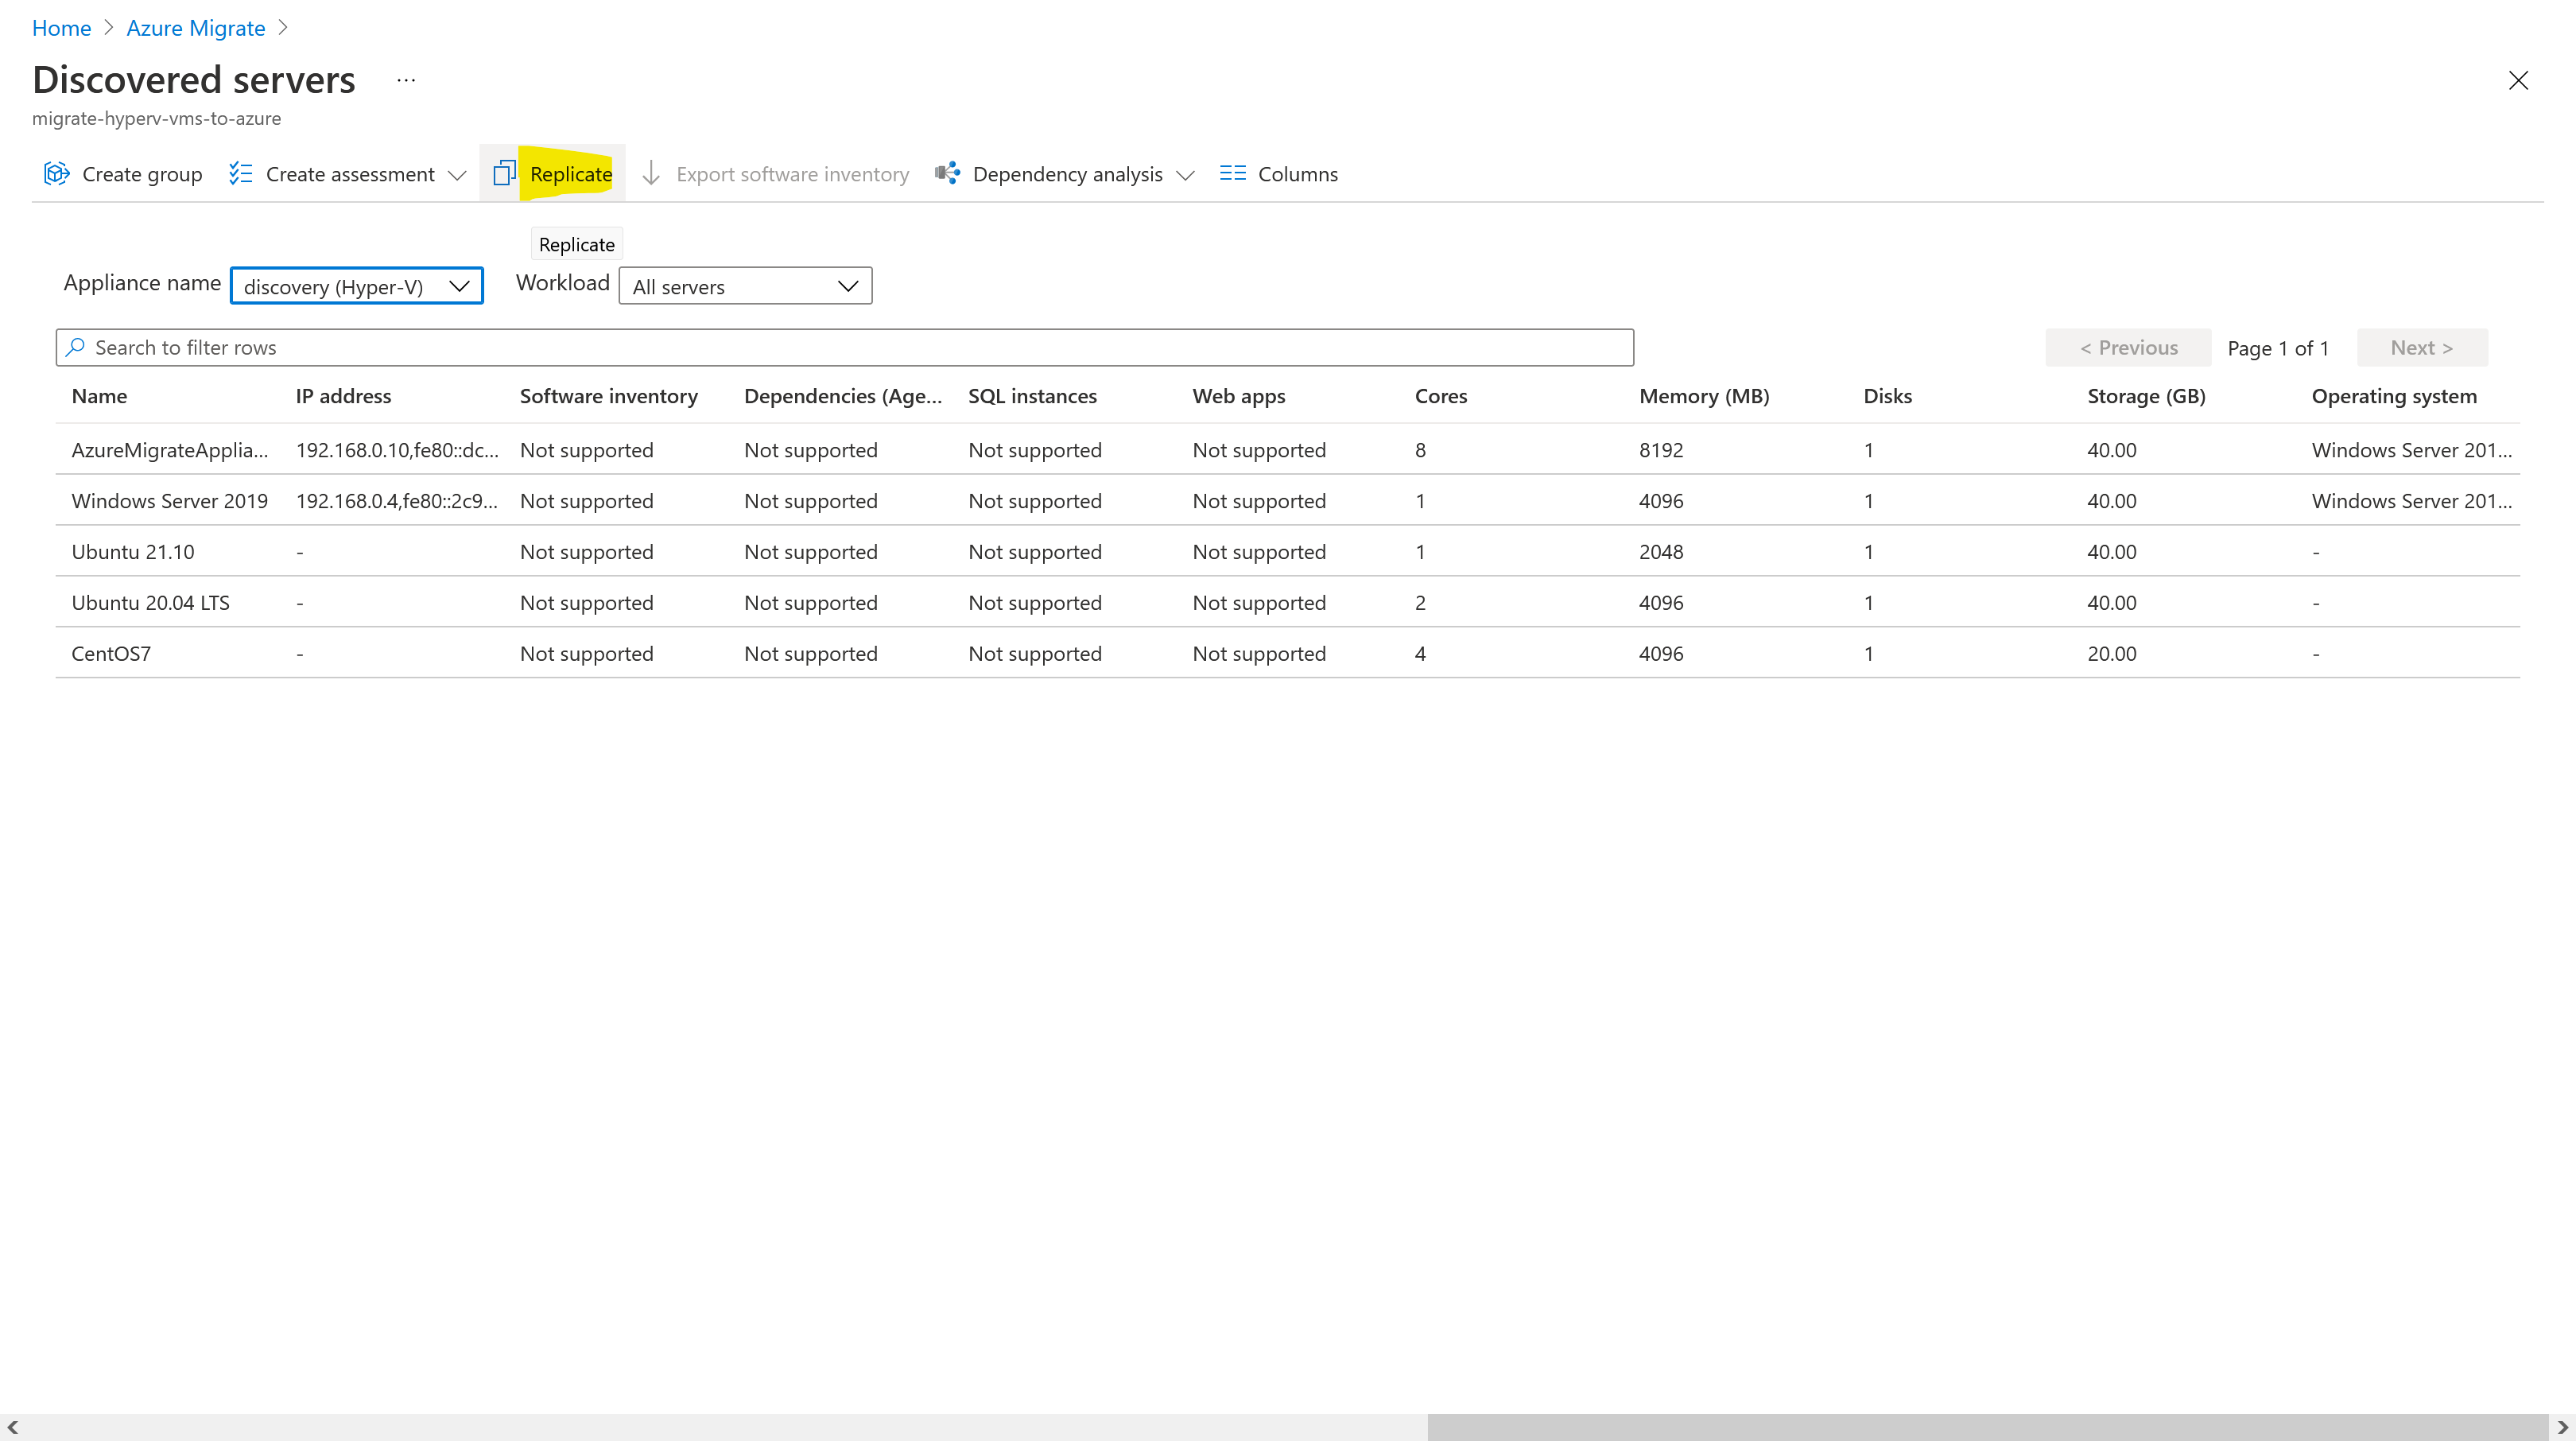 Home > Azure Migrate >
Discovered servers ...
migrate-hyperv-vms-to-azure
Create group Create assessment Replicate Export software inventory Dependency analysis Columns
Replicate
Appliance name discovery (Hyper-V) Workload All servers
Search to filter rows < Previous Page 1 of 1 Next >
Name IP address Software inventory Dependencies (Age... SQL instances Web apps Cores Memory (MB) Disks Storage (GB) Operating system
AzureMigrateApplia... 192.168.0.10,fe80::dc... Not supported Not supported Not supported Not supported 8 8192 1 40.00 Windows Server 201...
Windows Server 2019 192.168.0.4,fe80::2c9... Not supported Not supported Not supported Not supported 1 4096 1 40.00 Windows Server 201...
Ubuntu 21.10 - Not supported Not supported Not supported Not supported 1 2048 1 40.00 -
Ubuntu 20.04 LTS - Not supported Not supported Not supported Not supported 2 4096 1 40.00 -
CentOS7 - Not supported Not supported Not supported Not supported 4 4096 1 20.00 -